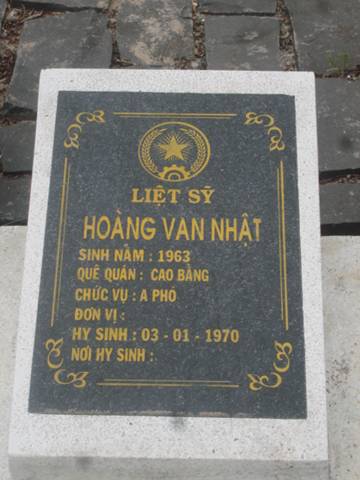 LIỆT SỸ
HOÀNG VAN NHẬT
SINH NĂM : 1963
QUÊ QUÁN : CAO BẰNG
CHỨC VỤ : A PHÓ
ĐƠN VỊ :
HY SINH : 03 - 01 - 1970
NƠI HY SINH :